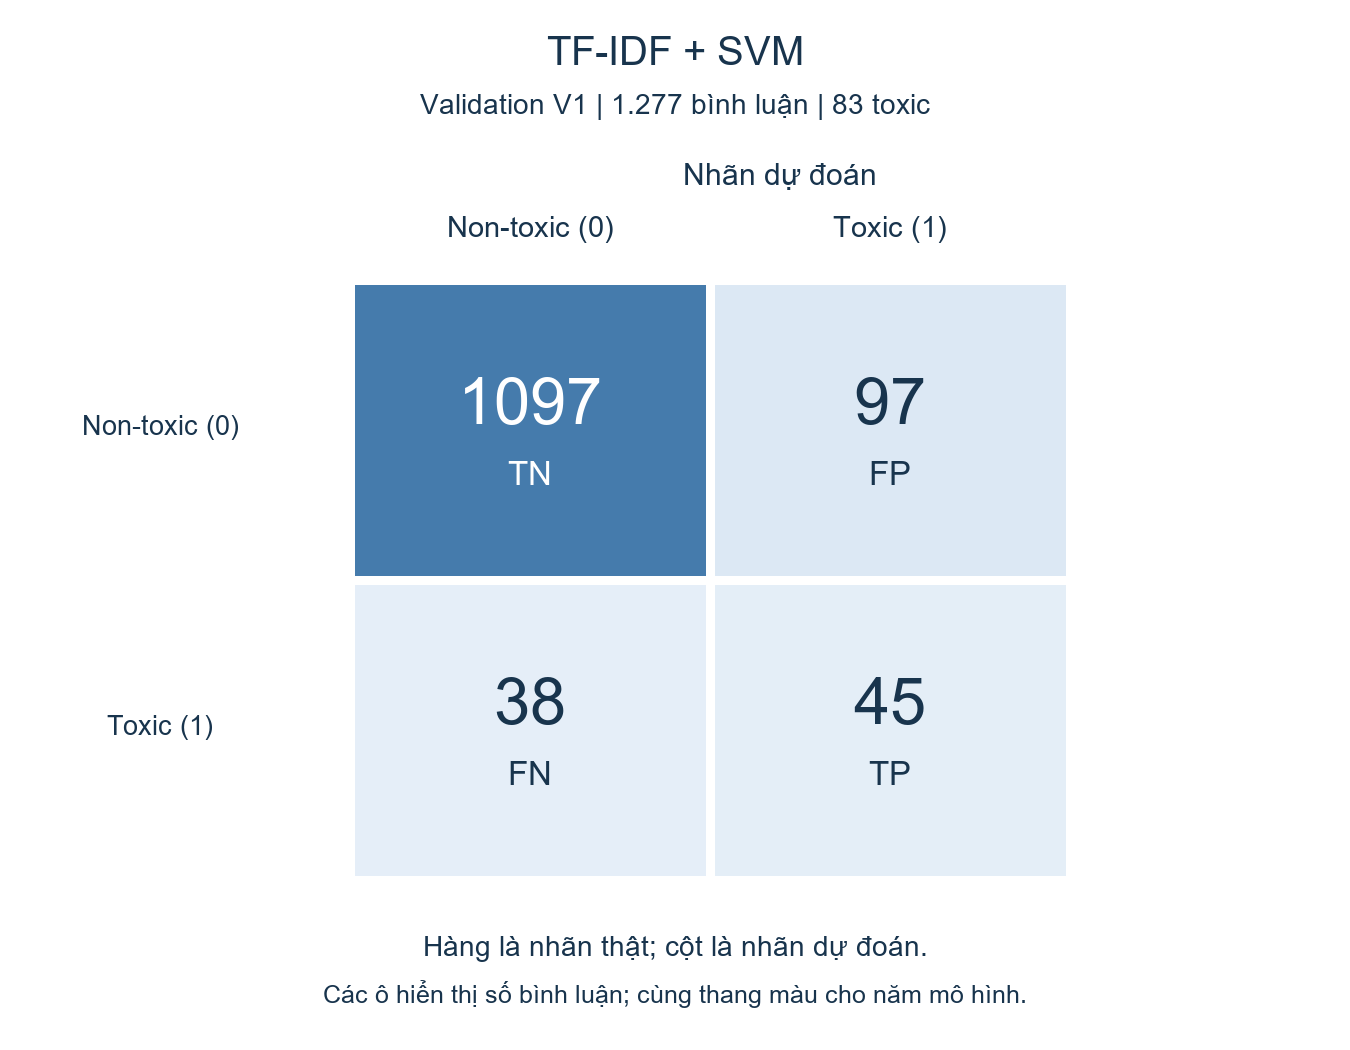 TF-IDF + SVM
Validation V1 | 1.277 bình luận | 83 toxic
Nhãn dự đoán
Non-toxic (0) Toxic (1)
Non-toxic (0) 1097 97
TN FP
Toxic (1) 38 45
FN TP
Hàng là nhãn thật; cột là nhãn dự đoán.
Các ô hiển thị số bình luận; cùng thang màu cho năm mô hình.